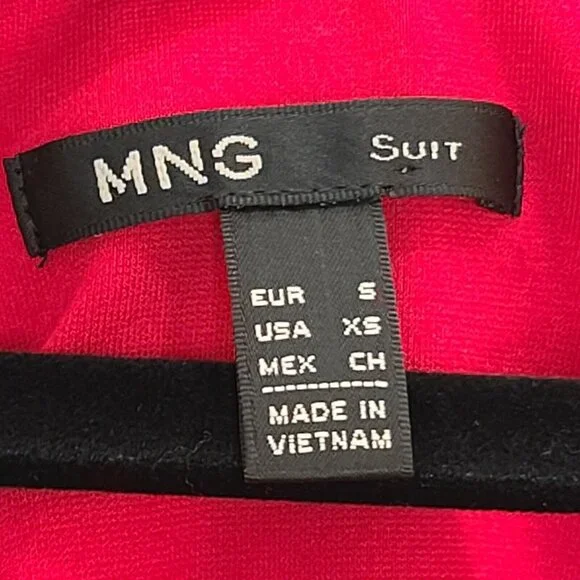 MNG SUIT
EUR S
USA XS
MEX CH
MADE IN
VIETNAM